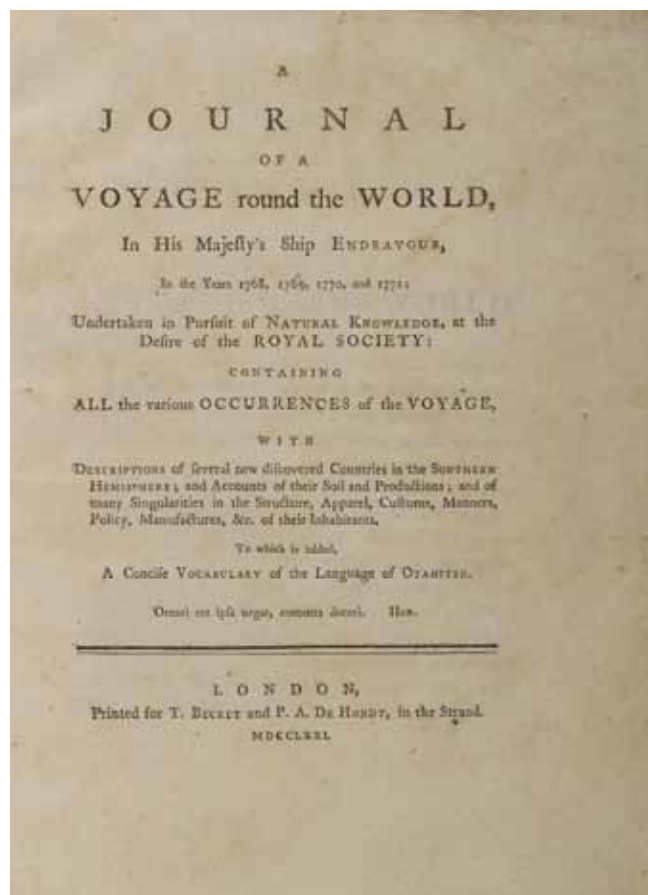 A
JOURNAL
OF A
VOYAGE round the WORLD,
In His Majeſty's Ship ENDEAVOUR,
In the Years 1768, 1769, 1770, and 1771;
Undertaken in Purſuit of NATURAL KNOWLEDGE, at the
Deſire of the ROYAL SOCIETY:
CONTAINING
ALL the various OCCURRENCES of the VOYAGE,
WITH
DESCRIPTIONS of ſeveral new diſcovered Countries in the SOUTHERN
HEMISPHERE; and Accounts of their Soil and Productions; and of
many Singularities in the Structure, Apparel, Cuſtoms, Manners,
Policy, Manufactures, &c. of their Inhabitants.
To which is added,
A Conciſe VOCABULARY of the Language of OTAHITEE.
Ornari res ipſa negat, contenta doceri. HOR.
LONDON,
Printed for T. BECKET and P. A. DE HONDT, in the Strand.
MDCCLXXI.